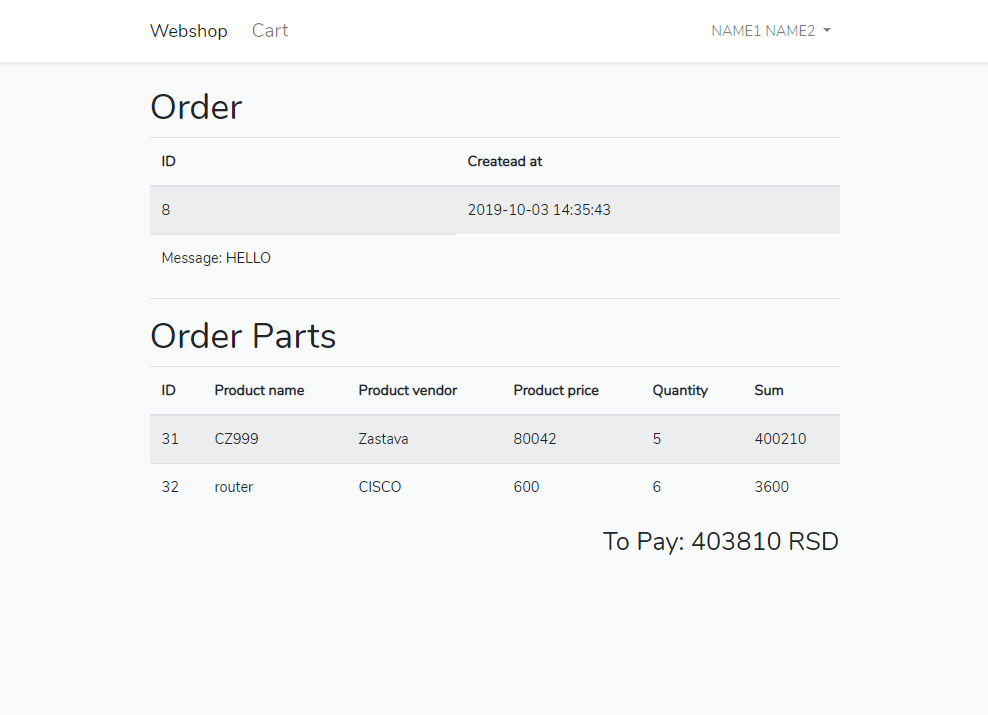 Webshop Cart NAME1 NAME2
Order
ID Createad at
8 2019-10-03 14:35:43
Message: HELLO
Order Parts
ID Product name Product vendor Product price Quantity Sum
31 CZ999 Zastava 80042 5 400210
32 router CISCO 600 6 3600
To Pay: 403810 RSD